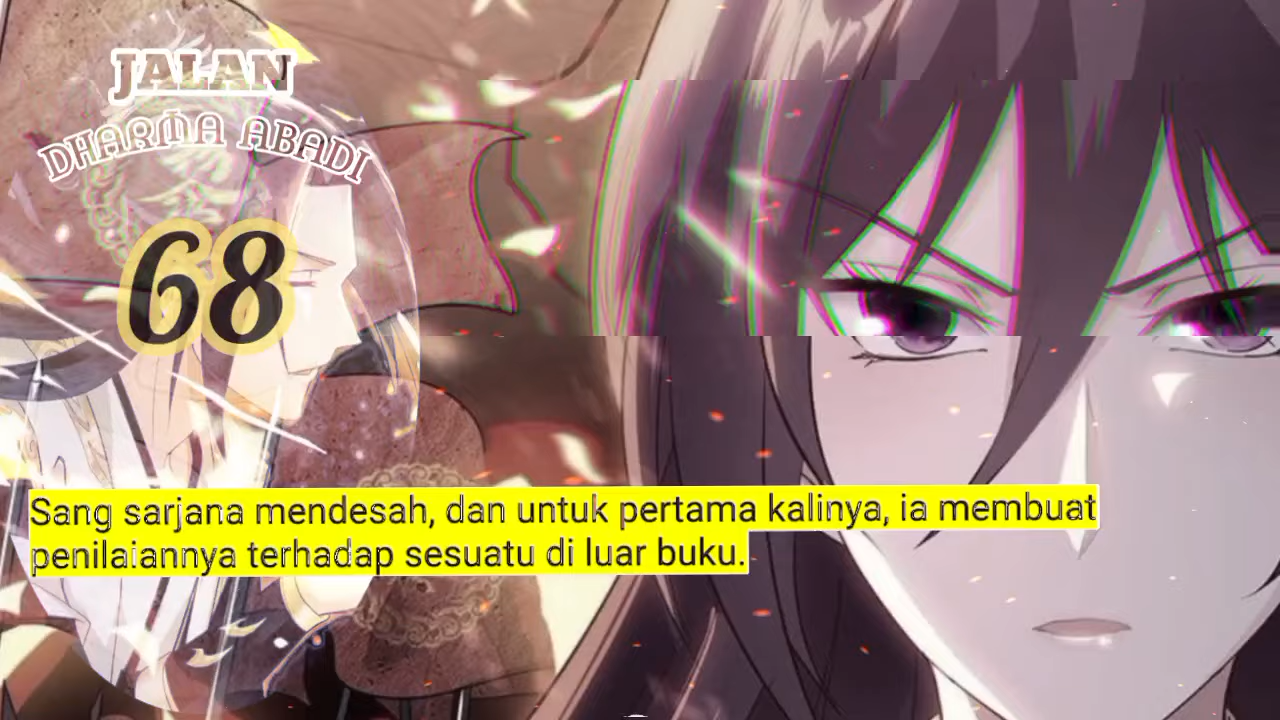 JALAN
DHARMA ABADI
68
Sang sarjana mendesah, dan untuk pertama kalinya, ia membuat
penilaiannya terhadap sesuatu di luar buku.